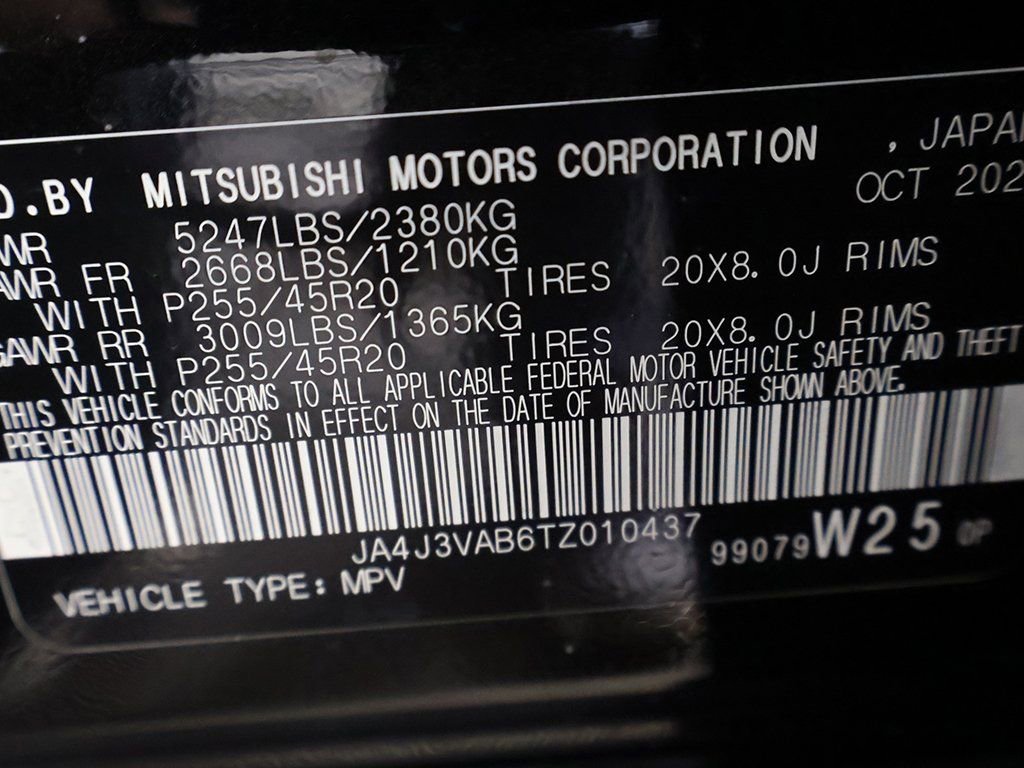 D.BY MITSUBISHI MOTORS CORPORATION , JAPAN
OCT 202
WR 5247LBS/2380KG
AWR FR 2668LBS/1210KG
WITH P255/45R20 TIRES 20X8.0J RIMS
GAWR RR 3009LBS/1365KG
WITH P255/45R20 TIRES 20X8.0J RIMS
THIS VEHICLE CONFORMS TO ALL APPLICABLE FEDERAL MOTOR VEHICLE SAFETY AND THEFT
PREVENTION STANDARDS IN EFFECT ON THE DATE OF MANUFACTURE SHOWN ABOVE.
JA4J3VAB6TZ010437 99079 W25 0P
VEHICLE TYPE: MPV